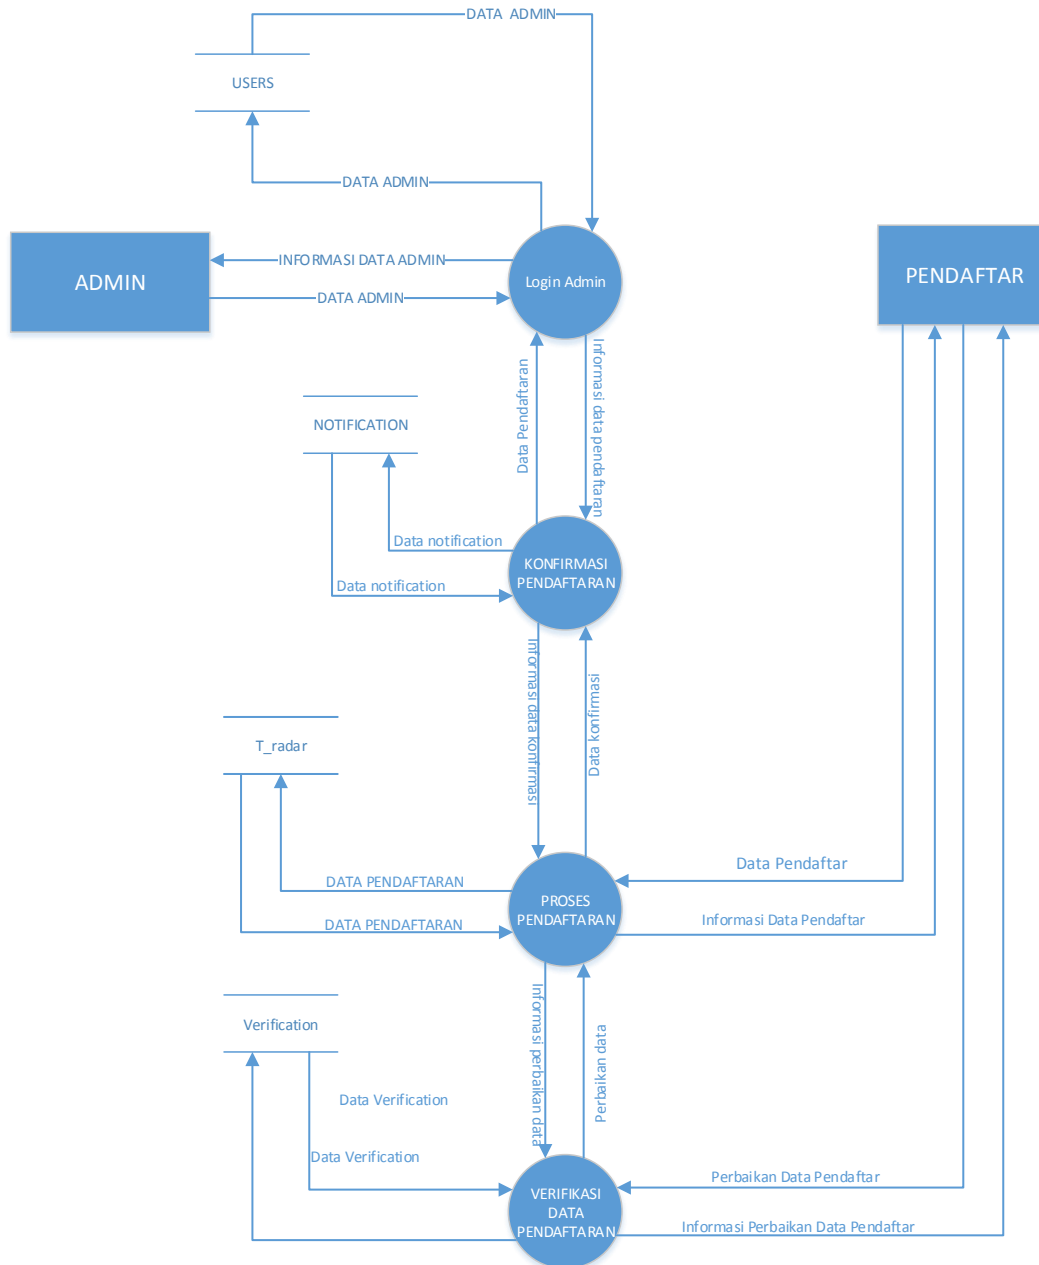 DATA ADMIN
USERS
DATA ADMIN
INFORMASI DATA ADMIN
ADMIN
DATA ADMIN
Login Admin
PENDAFTAR
Data Pendaftaran
Informasi data pendaftaran
NOTIFICATION
Data notification
Data notification
KONFIRMASI
PENDAFTARAN
Informasi data konfirmasi
Data konfirmasi
T_radar
DATA PENDAFTARAN
DATA PENDAFTARAN
PROSES
PENDAFTARAN
Data Pendaftar
Informasi Data Pendaftar
Verification
Informasi perbaikan data
Perbaikan data
Data Verification
Data Verification
VERIFIKASI
DATA
PENDAFTARAN
Perbaikan Data Pendaftar
Informasi Perbaikan Data Pendaftar